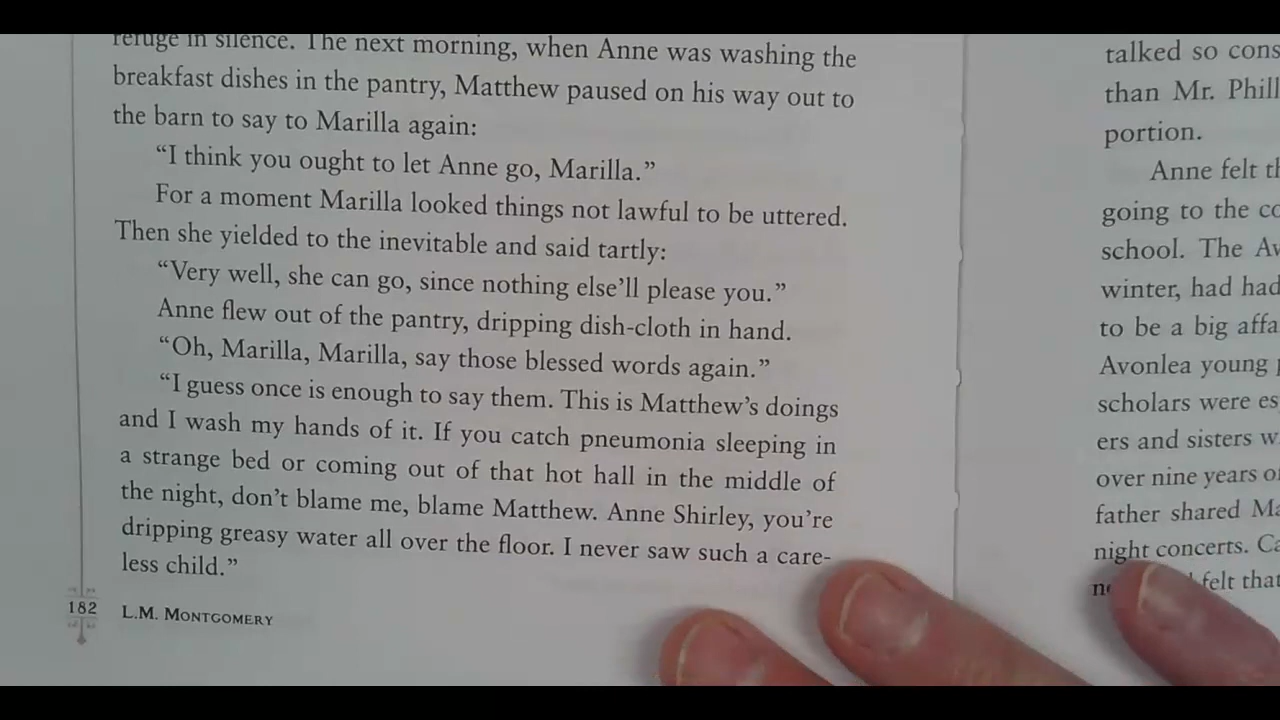 refuge in silence. The next morning, when Anne was washing the
breakfast dishes in the pantry, Matthew paused on his way out to
the barn to say to Marilla again:
“I think you ought to let Anne go, Marilla.”
For a moment Marilla looked things not lawful to be uttered.
Then she yielded to the inevitable and said tartly:
“Very well, she can go, since nothing else’ll please you.”
Anne flew out of the pantry, dripping dish-cloth in hand.
“Oh, Marilla, Marilla, say those blessed words again.”
“I guess once is enough to say them. This is Matthew’s doings
and I wash my hands of it. If you catch pneumonia sleeping in
a strange bed or coming out of that hot hall in the middle of
the night, don’t blame me, blame Matthew. Anne Shirley, you’re
dripping greasy water all over the floor. I never saw such a care-
less child.”
182 L.M. MONTGOMERY
talked so cons
than Mr. Phill
portion.
Anne felt th
going to the co
school. The Av
winter, had had
to be a big affa
Avonlea young
scholars were es
ers and sisters w
over nine years of
father shared Ma
night concerts. Ca
felt that